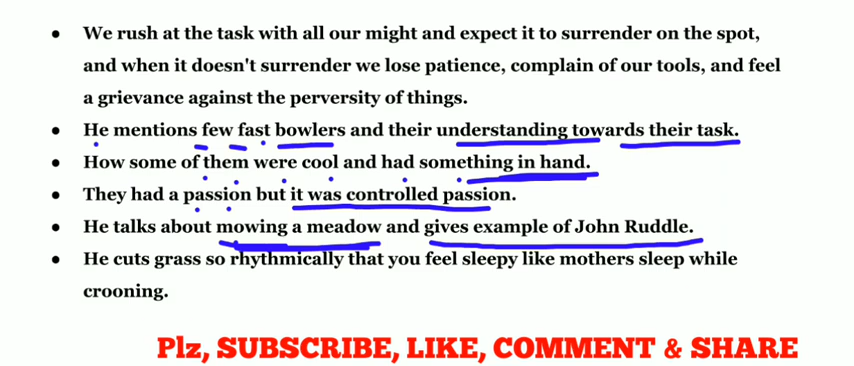 • We rush at the task with all our might and expect it to surrender on the spot,
and when it doesn't surrender we lose patience, complain of our tools, and feel
a grievance against the perversity of things.
• He mentions few fast bowlers and their understanding towards their task.
• How some of them were cool and had something in hand.
• They had a passion but it was controlled passion.
• He talks about mowing a meadow and gives example of John Ruddle.
• He cuts grass so rhythmically that you feel sleepy like mothers sleep while
crooning.
Plz, SUBSCRIBE, LIKE, COMMENT & SHARE